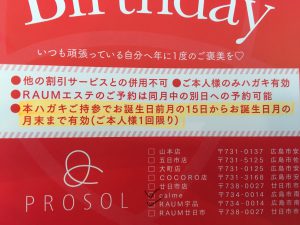 Birthday
いつも頑張っている自分へ年に1度のご褒美を♡
●他の割引サービスとの併用不可 ●ご本人様のみハガキ有効
●RAUMエステのご予約は同月中の別日への予約可能
●本ハガキご持参でお誕生日前月の15日からお誕生日月の
月末まで有効(ご本人様1回限り)
PROSOL
□山本店 〒731-0137 広島市安
□五日市店 〒731-5125 広島市
□大町店 〒731-0125 広島市安
□COCORO店 〒731-3168 広島市安
□廿日市店 〒738-0023 廿日市
calme 〒734-0014 広島市南
RAUM宇品 〒734-0014 広島市南
□RAUM廿日市 〒738-0023